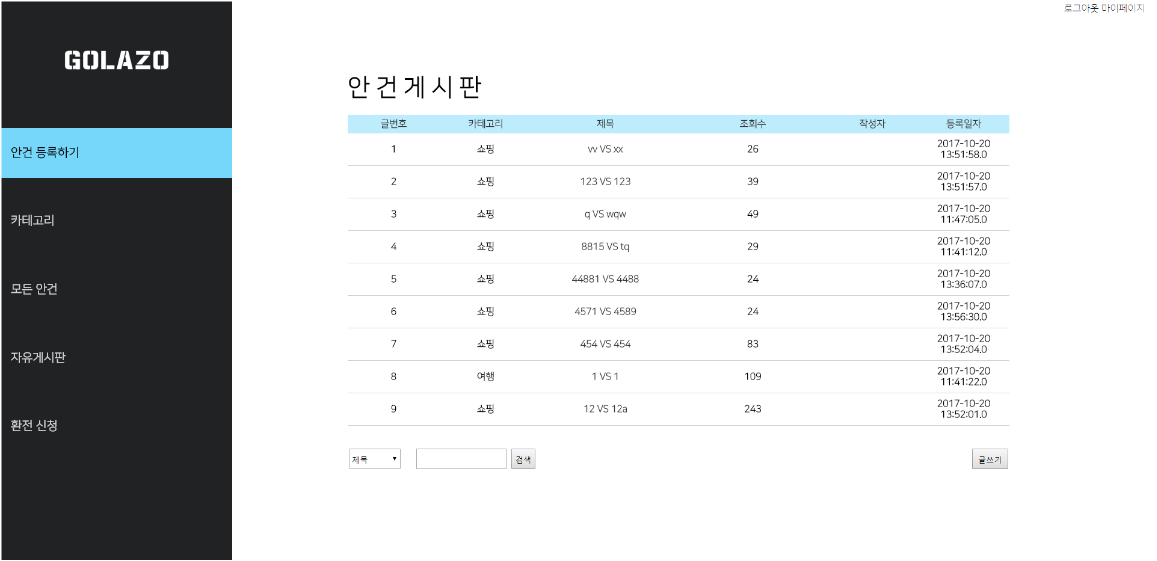 로그아웃 마이페이지
GOLAZO
안건 등록하기
카테고리
모든 안건
자유게시판
환전 신청
안건게시판
글번호 카테고리 제목 조회수 작성자 등록일자
1 쇼핑 vv VS xx 26 2017-10-20
13:51:58.0
2 쇼핑 123 VS 123 39 2017-10-20
13:51:57.0
3 쇼핑 q VS wqw 49 2017-10-20
11:47:05.0
4 쇼핑 8815 VS tq 29 2017-10-20
11:41:12.0
5 쇼핑 44881 VS 4488 24 2017-10-20
13:36:07.0
6 쇼핑 4571 VS 4589 24 2017-10-20
13:56:30.0
7 쇼핑 454 VS 454 83 2017-10-20
13:52:04.0
8 여행 1 VS 1 109 2017-10-20
11:41:22.0
9 쇼핑 12 VS 12a 243 2017-10-20
13:52:01.0
제목 검색 글쓰기